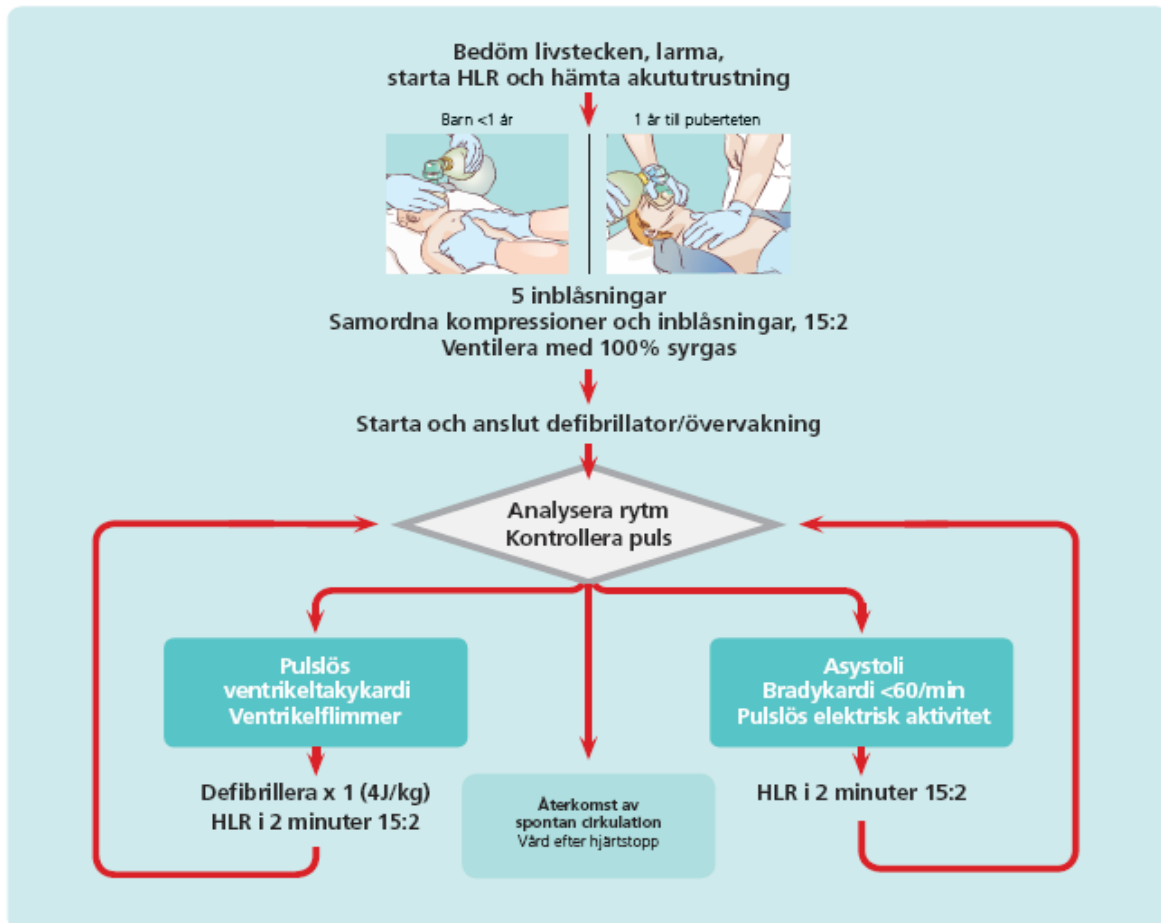 Bedöm livstecken, larma,
starta HLR och hämta akututrustning
Barn <1 år
1 år till puberteten
5 inblåsningar
Samordna kompressioner och inblåsningar, 15:2
Ventilera med 100% syrgas
Starta och anslut defibrillator/övervakning
Analysera rytm
Kontrollera puls
Pulslös
ventrikeltakykardi
Ventrikelflimmer
Defibrillera x 1 (4J/kg)
HLR i 2 minuter 15:2
Återkomst av
spontan cirkulation
Vård efter hjärtstopp
Asystoli
Bradykardi <60/min
Pulslös elektrisk aktivitet
HLR i 2 minuter 15:2